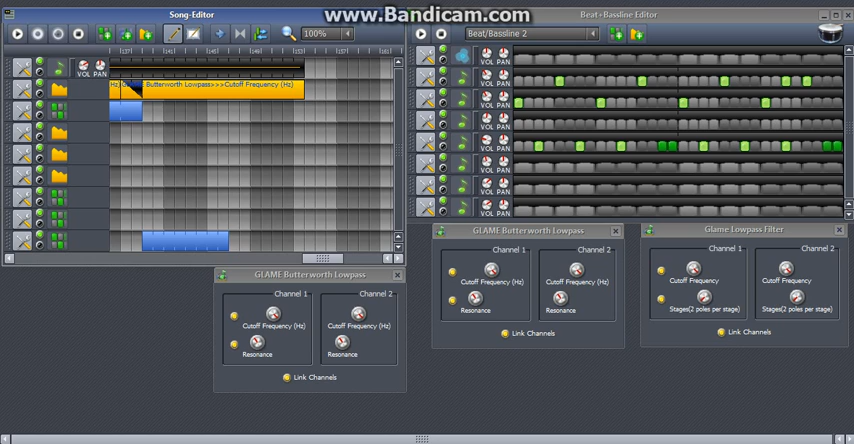 www.Bandicam.com
Song-Editor
Beat+Bassline Editor
100%
Beat/Bassline 2
VOL PAN
GLAME Butterworth Lowpass>>>Cutoff Frequency (Hz)
VOL PAN
VOL PAN
VOL PAN
VOL PAN
VOL PAN
VOL PAN
VOL PAN
VOL PAN
GLAME Butterworth Lowpass
Channel 1
Channel 2
Cutoff Frequency (Hz)
Cutoff Frequency (Hz)
Resonance
Resonance
Link Channels
GLAME Butterworth Lowpass
Channel 1
Channel 2
Cutoff Frequency (Hz)
Cutoff Frequency (Hz)
Resonance
Resonance
Link Channels
Glame Lowpass Filter
Channel 1
Channel 2
Cutoff Frequency
Cutoff Frequency
Stages(2 poles per stage)
Stages(2 poles per stage)
Link Channels